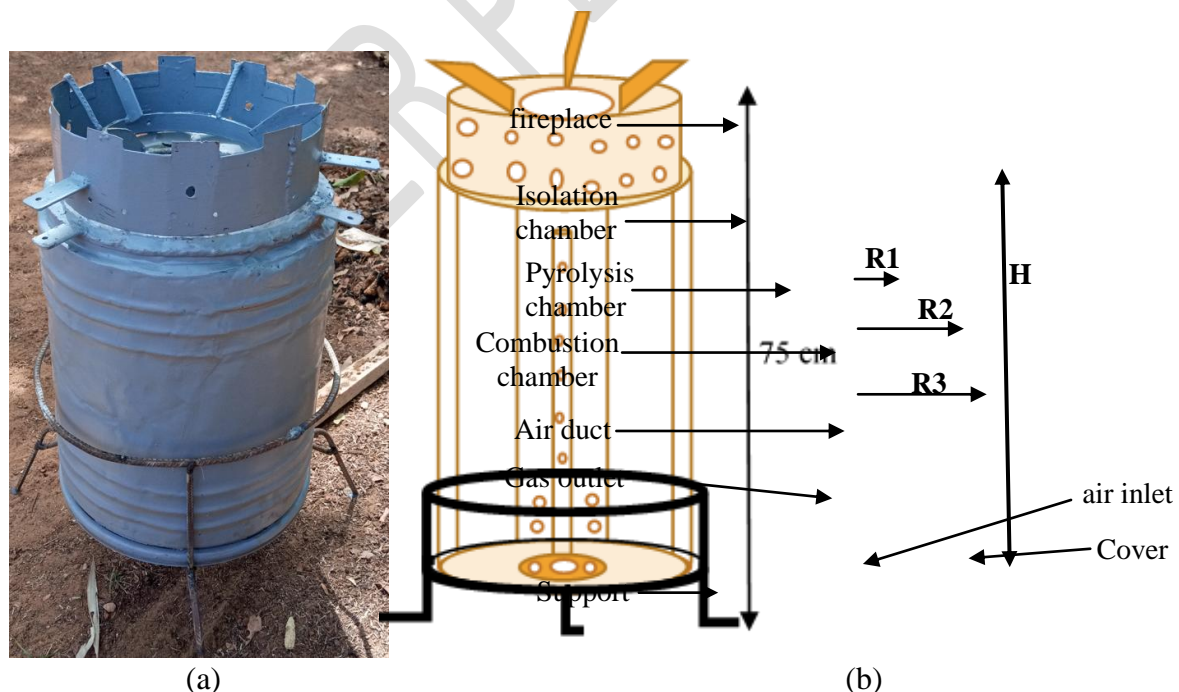 fireplace
Isolation
chamber
Pyrolysis
chamber
Combustion
chamber
Air duct
Gas outlet
Support
75 cm
R1
R2
R3
H
air inlet
Cover
(a)
(b)